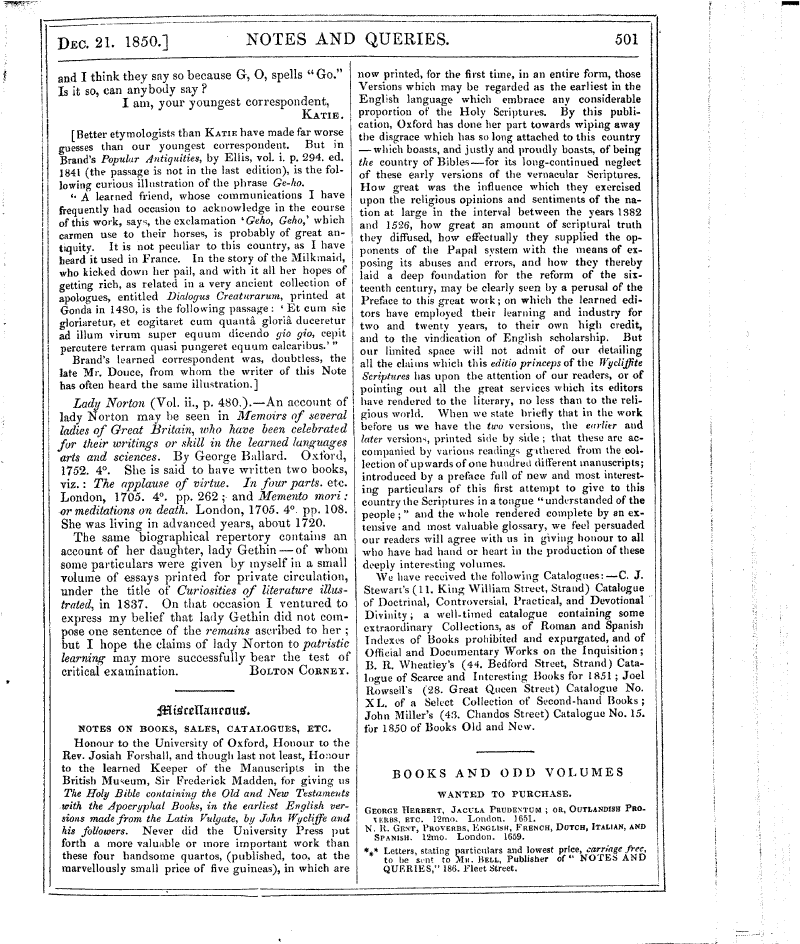 DEC. 21. 1850.] NOTES AND QUERIES. 501
and I think they say so because G, O, spells "Go."
Is it so, can anybody say?
I am, your youngest correspondent,
KATIE.
[Better etymologists than KATIE have made far worse
guesses than our youngest correspondent. But in
Brand's Popular Antiquities, by Ellis, vol. i. p. 294. ed.
1841 (the passage is not in the last edition), is the fol-
lowing curious illustration of the phrase Ge-ho.
"A learned friend, whose communications I have
frequently had occasion to acknowledge in the course
of this work, says, the exclamation 'Geho, Geho,' which
carmen use to their horses, is probably of great an-
tiquity. It is not peculiar to this country, as I have
heard it used in France. In the story of the Milkmaid,
who kicked down her pail, and with it all her hopes of
getting rich, as related in a very ancient collection of
apologues, entitled Dialogus Creaturarum, printed at
Gonda in 1480, is the following passage: 'Et cum sic
gloriaretur, et cogitaret cum quantâ gloriâ duceretur
ad illum virum super equum dicendo gio gio, cepit
percutere terram quasi pungeret equum calcaribus.'"
Brand's learned correspondent was, doubtless, the
late Mr. Douce, from whom the writer of this Note
has often heard the same illustration.]
Lady Norton (Vol. ii., p. 480.).—An account of
lady Norton may be seen in Memoirs of several
ladies of Great Britain, who have been celebrated
for their writings or skill in the learned languages
arts and sciences. By George Ballard. Oxford,
1752. 4°. She is said to have written two books,
viz.: The applause of virtue. In four parts. etc.
London, 1705. 4°. pp. 262; and Memento mori:
or meditations on death. London, 1705. 4°. pp. 108.
She was living in advanced years, about 1720.
The same biographical repertory contains an
account of her daughter, lady Gethin—of whom
some particulars were given by myself in a small
volume of essays printed for private circulation,
under the title of Curiosities of literature illus-
trated, in 1837. On that occasion I ventured to
express my belief that lady Gethin did not com-
pose one sentence of the remains ascribed to her;
but I hope the claims of lady Norton to patristic
learning may more successfully bear the test of
critical examination. BOLTON CORNEY.
Miscellaneous.
NOTES ON BOOKS, SALES, CATALOGUES, ETC.
Honour to the University of Oxford, Honour to the
Rev. Josiah Forshall, and though last not least, Honour
to the learned Keeper of the Manuscripts in the
British Museum, Sir Frederick Madden, for giving us
The Holy Bible containing the Old and New Testaments
with the Apocryphal Books, in the earliest English ver-
sions made from the Latin Vulgate, by John Wycliffe and
his followers. Never did the University Press put
forth a more valuable or more important work than
these four handsome quartos, (published, too, at the
marvellously small price of five guineas), in which are
now printed, for the first time, in an entire form, those
Versions which may be regarded as the earliest in the
English language which embrace any considerable
proportion of the Holy Scriptures. By this publi-
cation, Oxford has done her part towards wiping away
the disgrace which has so long attached to this country
—which boasts, and justly and proudly boasts, of being
the country of Bibles—for its long-continued neglect
of these early versions of the vernacular Scriptures.
How great was the influence which they exercised
upon the religious opinions and sentiments of the na-
tion at large in the interval between the years 1382
and 1526, how great an amount of scriptural truth
they diffused, how effectually they supplied the op-
ponents of the Papal system with the means of ex-
posing its abuses and errors, and how they thereby
laid a deep foundation for the reform of the six-
teenth century, may be clearly seen by a perusal of the
Preface to this great work; on which the learned edi-
tors have employed their learning and industry for
two and twenty years, to their own high credit,
and to the vindication of English scholarship. But
our limited space will not admit of our detailing
all the claims which this editio princeps of the Wycliffite
Scriptures has upon the attention of our readers, or of
pointing out all the great services which its editors
have rendered to the literary, no less than to the reli-
gious world. When we state briefly that in the work
before us we have the two versions, the earlier and
later versions, printed side by side; that these are ac-
companied by various readings gathered from the col-
lection of upwards of one hundred different manuscripts;
introduced by a preface full of new and most interest-
ing particulars of this first attempt to give to this
country the Scriptures in a tongue "understanded of the
people;" and the whole rendered complete by an ex-
tensive and most valuable glossary, we feel persuaded
our readers will agree with us in giving honour to all
who have had hand or heart in the production of these
deeply interesting volumes.
We have received the following Catalogues:—C. J.
Stewart's (11. King William Street, Strand) Catalogue
of Doctrinal, Controversial, Practical, and Devotional
Divinity; a well-timed catalogue containing some
extraordinary Collections, as of Roman and Spanish
Indexes of Books prohibited and expurgated, and of
Official and Documentary Works on the Inquisition;
B. R. Wheatley's (44. Bedford Street, Strand) Cata-
logue of Scarce and Interesting Books for 1851; Joel
Rowsell's (28. Great Queen Street) Catalogue No.
XL. of a Select Collection of Second-hand Books;
John Miller's (43. Chandos Street) Catalogue No. 15.
for 1850 of Books Old and New.
BOOKS AND ODD VOLUMES
WANTED TO PURCHASE.
GEORGE HERBERT, JACULA PRUDENTUM; OR, OUTLANDISH PRO-
VERBS, ETC. 12mo. London. 1651.
N. R. GENT, PROVERBS, ENGLISH, FRENCH, DUTCH, ITALIAN, AND
SPANISH. 12mo. London. 1659.
*** Letters, stating particulars and lowest price, carriage free,
to be sent to MR. BELL, Publisher of "NOTES AND
QUERIES," 186. Fleet Street.